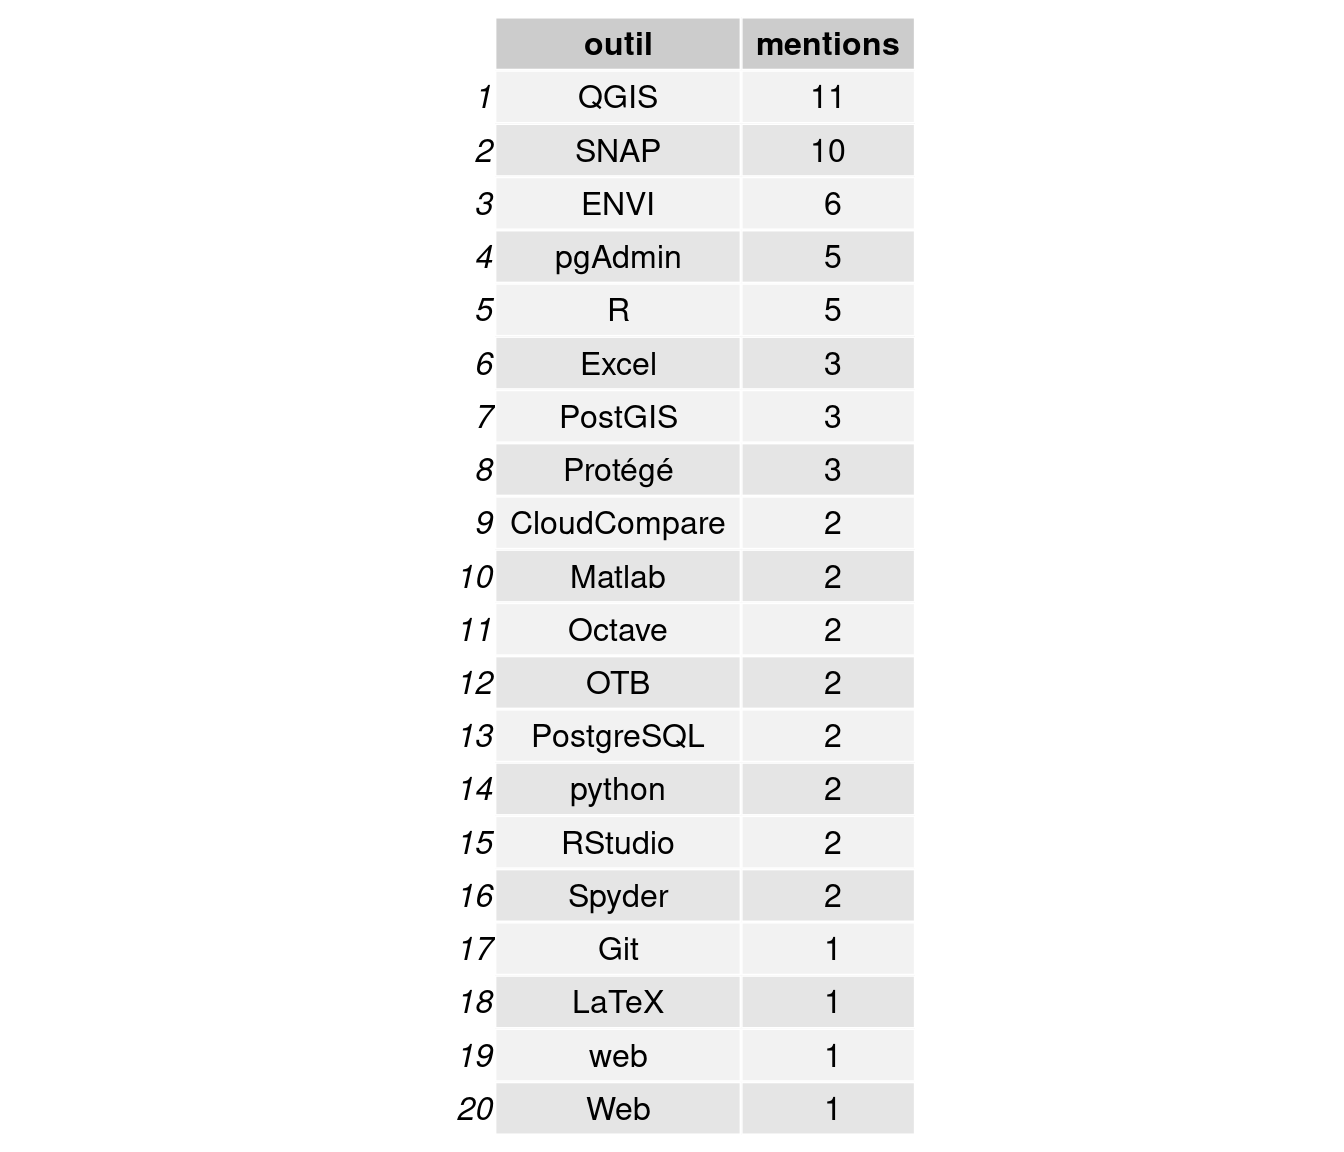 outil mentions
1 QGIS 11
2 SNAP 10
3 ENVI 6
4 pgAdmin 5
5 R 5
6 Excel 3
7 PostGIS 3
8 Protégé 3
9 CloudCompare 2
10 Matlab 2
11 Octave 2
12 OTB 2
13 PostgreSQL 2
14 python 2
15 RStudio 2
16 Spyder 2
17 Git 1
18 LaTeX 1
19 web 1
20 Web 1